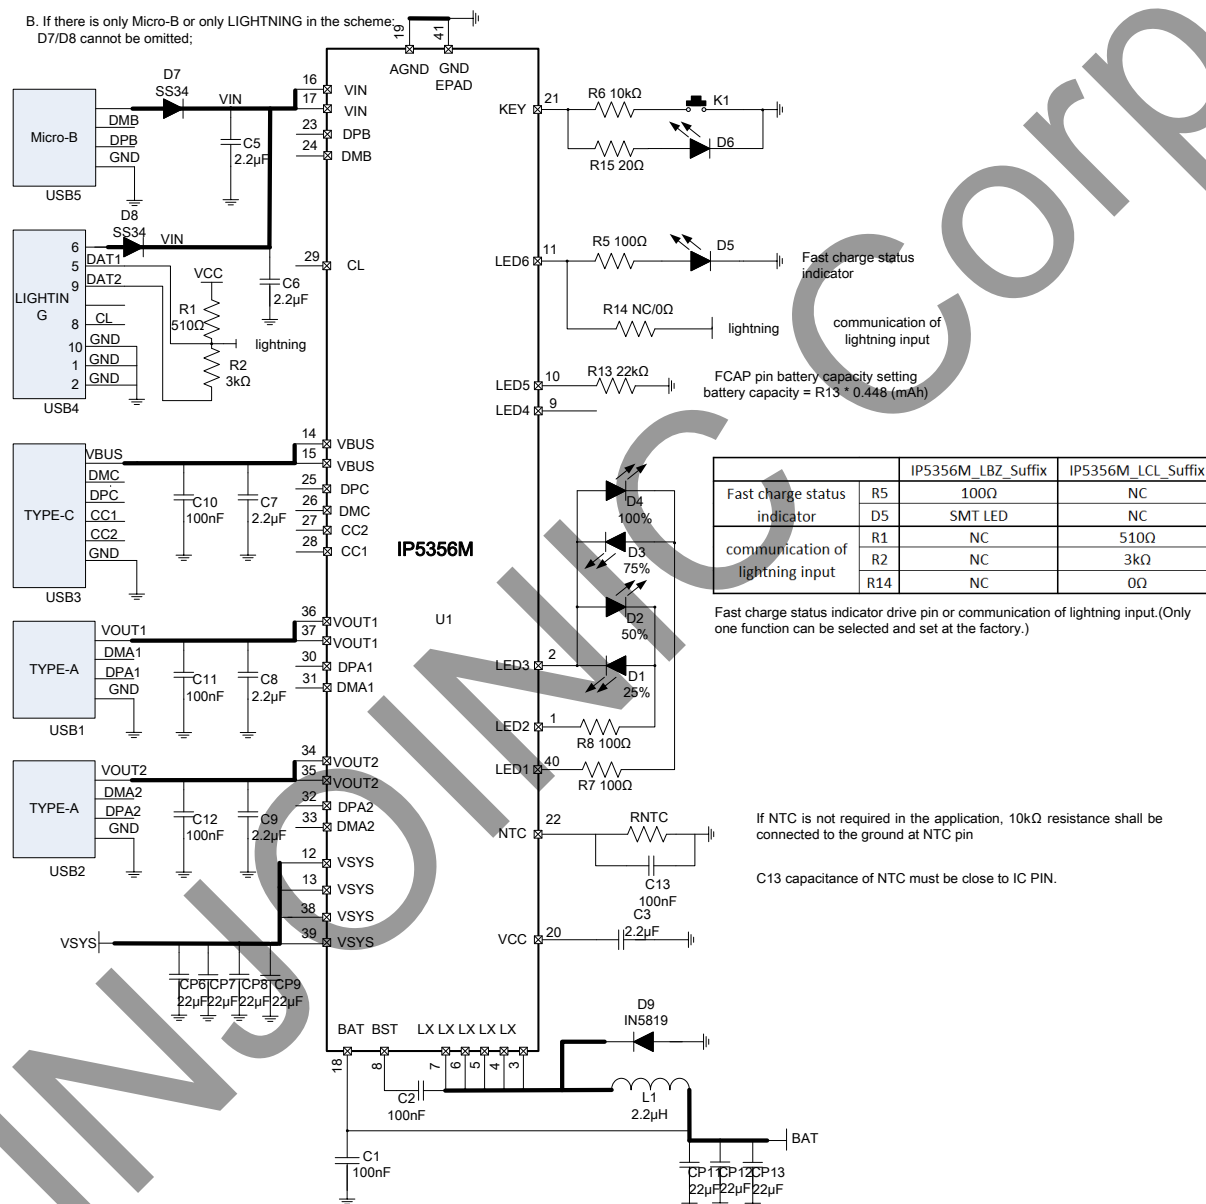 B. If there is only Micro-B or only LIGHTNING in the scheme,
D7/D8 cannot be omitted;
19
41
AGND
GND
EPAD
D7
SS34
VIN
16
VIN
17
VIN
23
DPB
24
DMB
Micro-B
DMB
DPB
GND
USB5
C5
2.2μF
21
KEY
R6 10kΩ
K1
R15 20Ω
D6
D8
SS34
VIN
LIGHTIN
G
6
5
DAT1
9
DAT2
8
CL
10
GND
1
GND
2
GND
USB4
VCC
R1
510Ω
R2
3kΩ
lightning
C6
2.2μF
29
CL
11
LED6
R5 100Ω
D5
Fast charge status
indicator
R14 NC/0Ω
lightning
communication of
lightning input
10
LED5
R13 22kΩ
9
LED4
FCAP pin battery capacity setting
battery capacity = R13 * 0.448 (mAh)
TYPE-C
VBUS
DMC
DPC
CC1
CC2
GND
USB3
C10
100nF
C7
2.2μF
14
VBUS
15
VBUS
25
DPC
26
DMC
27
CC2
28
CC1
IP5356M
U1
D4
100%
D3
75%
D2
50%
D1
25%
IP5356M_LBZ_Suffix IP5356M_LCL_Suffix
Fast charge status
indicator
R5 100Ω NC
D5 SMT LED NC
communication of
lightning input
R1 NC 510Ω
R2 NC 3kΩ
R14 NC 0Ω
Fast charge status indicator drive pin or communication of lightning input.(Only
one function can be selected and set at the factory.)
TYPE-A
VOUT1
DMA1
DPA1
GND
USB1
C11
100nF
C8
2.2μF
36
VOUT1
37
VOUT1
30
DPA1
31
DMA1
2
LED3
1
LED2
R8 100Ω
40
LED1
R7 100Ω
TYPE-A
VOUT2
DMA2
DPA2
GND
USB2
C12
100nF
C9
2.2μF
34
VOUT2
35
VOUT2
32
DPA2
33
DMA2
12
VSYS
13
VSYS
38
VSYS
39
VSYS
22
NTC
RNTC
C13
100nF
If NTC is not required in the application, 10kΩ resistance shall be
connected to the ground at NTC pin
C13 capacitance of NTC must be close to IC PIN.
20
VCC
C3
2.2μF
VSYS
CP6 CP7 CP8 CP9
22μF 22μF 22μF 22μF
BAT BST LX LX LX LX LX
18
8
7
6
5
4
3
D9
IN5819
C2
100nF
L1
2.2μH
C1
100nF
BAT
CP11 CP12 CP13
22μF 22μF 22μF
INJOINIC Corp